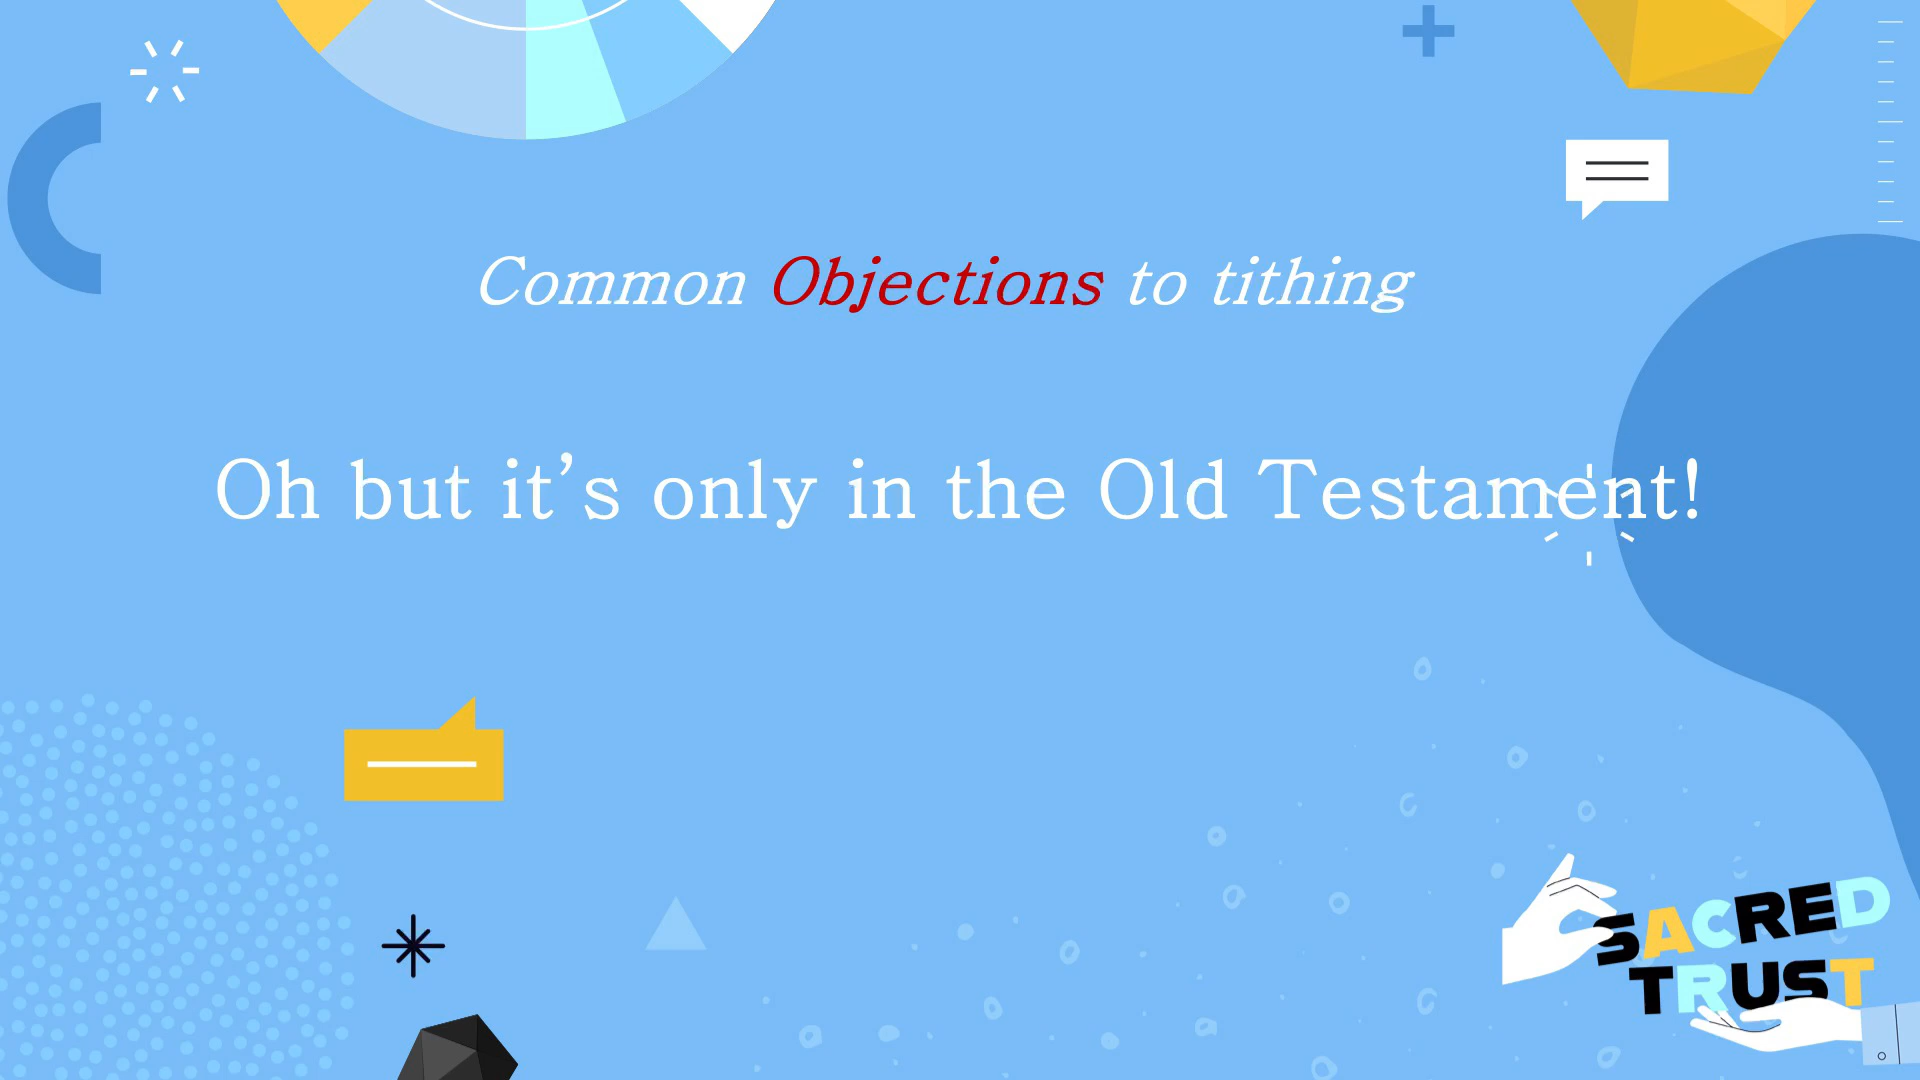 Common Objections to tithing
Oh but it’s only in the Old Testament!
SACRED
TRUST